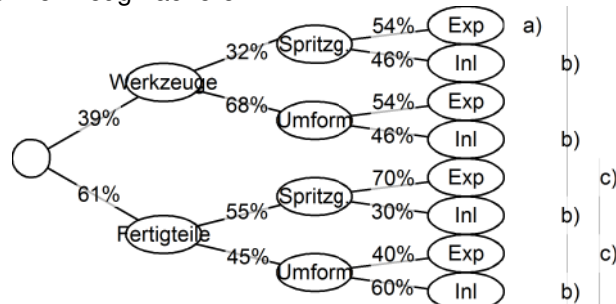 54% Exp a)
32% Spritzg.
46% Inl b)
Werkzeuge
54% Exp
39% 68% Umform
46% Inl b)
70% Exp c)
61% 55% Spritzg.
30% Inl b)
Fertigteile
40% Exp c)
45% Umform
60% Inl b)